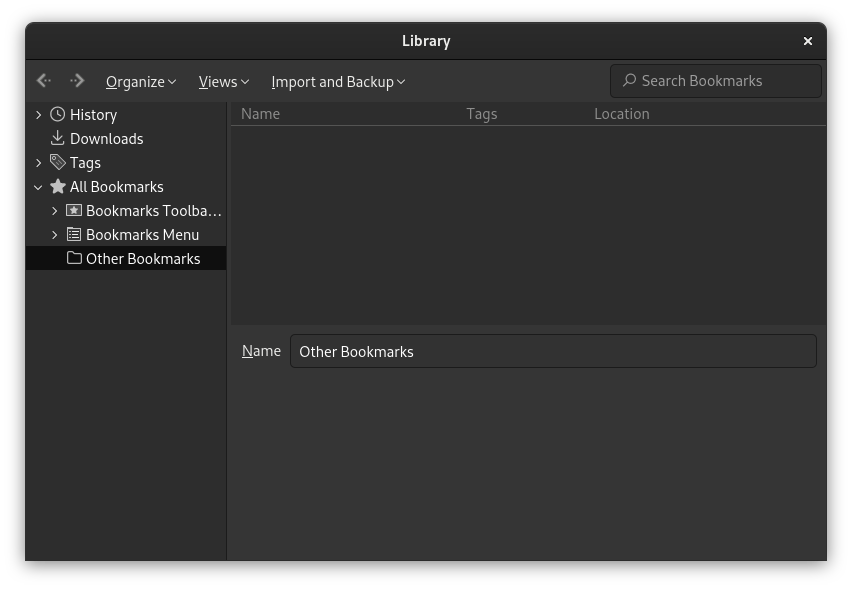 Library
Organize Views Import and Backup Search Bookmarks
History
Downloads
Tags
All Bookmarks
Bookmarks Toolba…
Bookmarks Menu
Other Bookmarks
Name Tags Location
Name Other Bookmarks